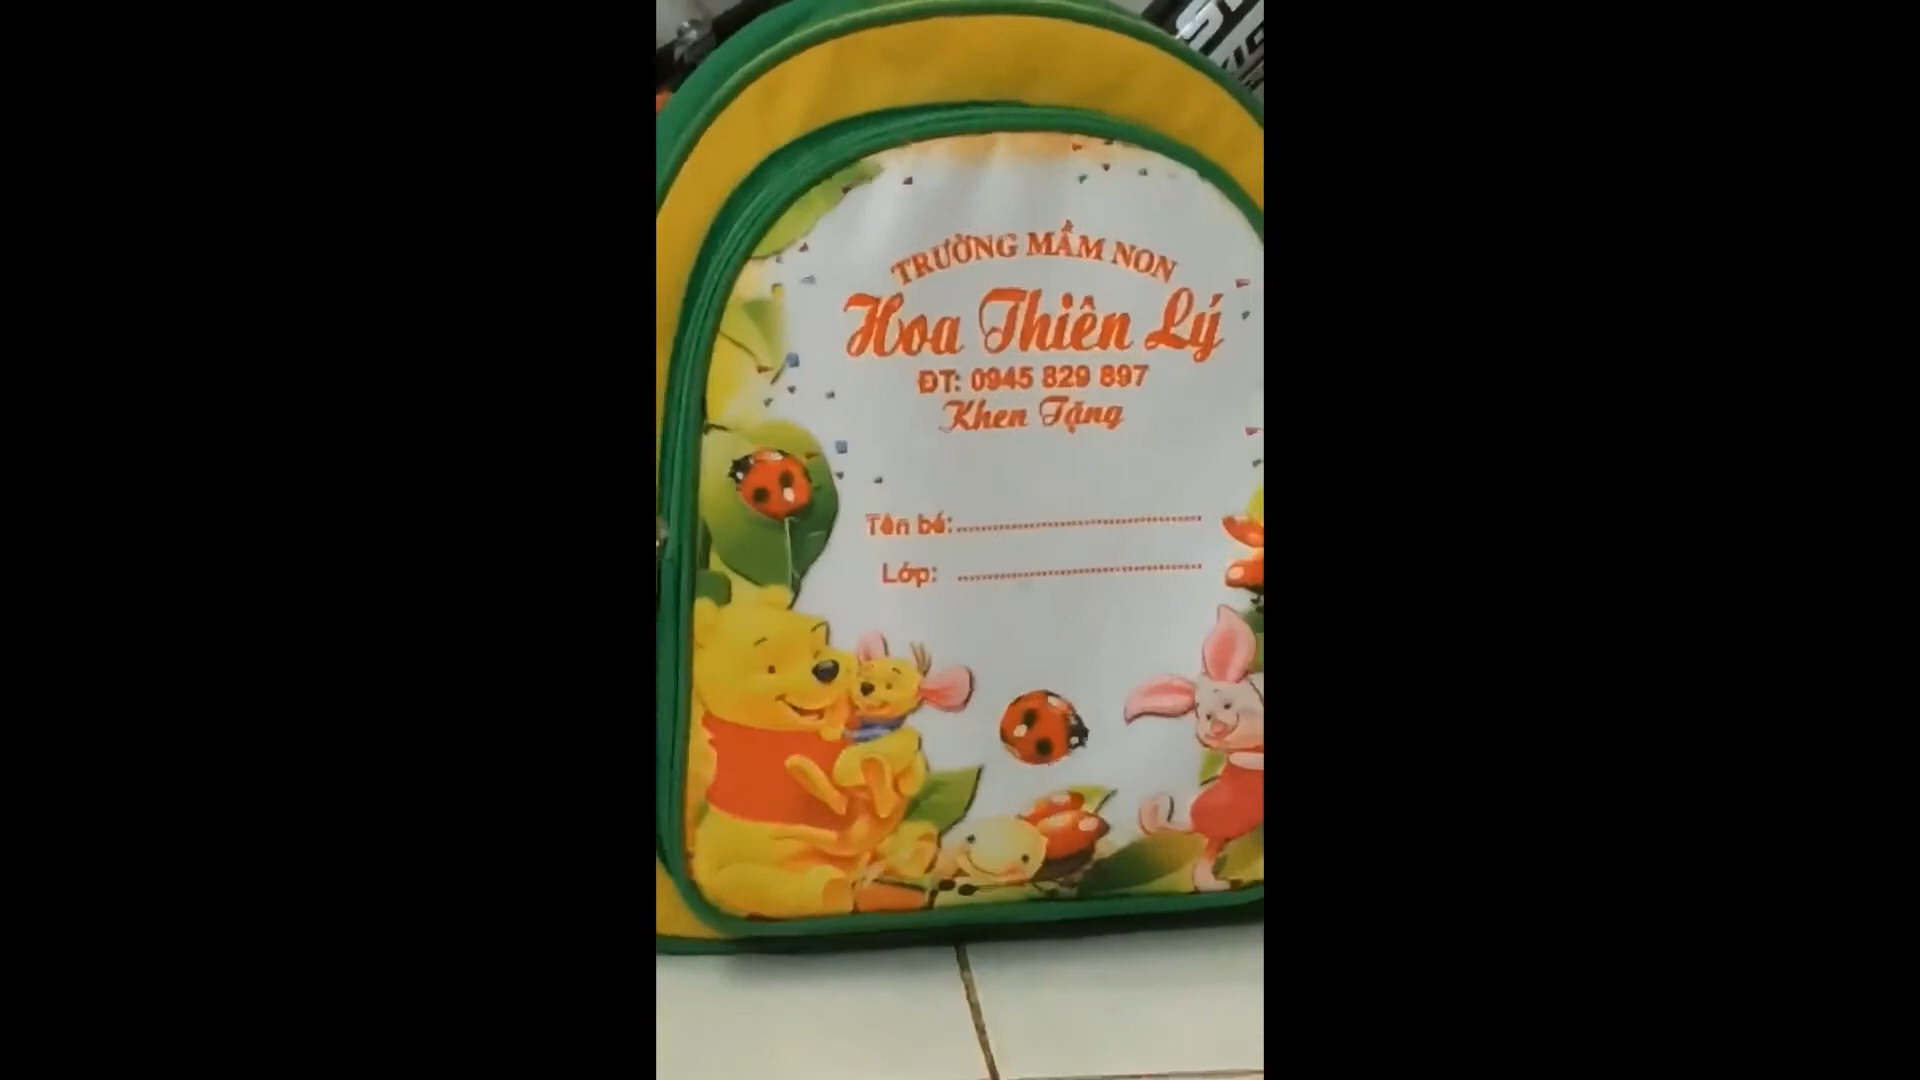 TRƯỜNG MẦM NON
Hoa Thiên Lý
ĐT: 0945 829 897
Khen Tặng
Tên bé:
Lớp: